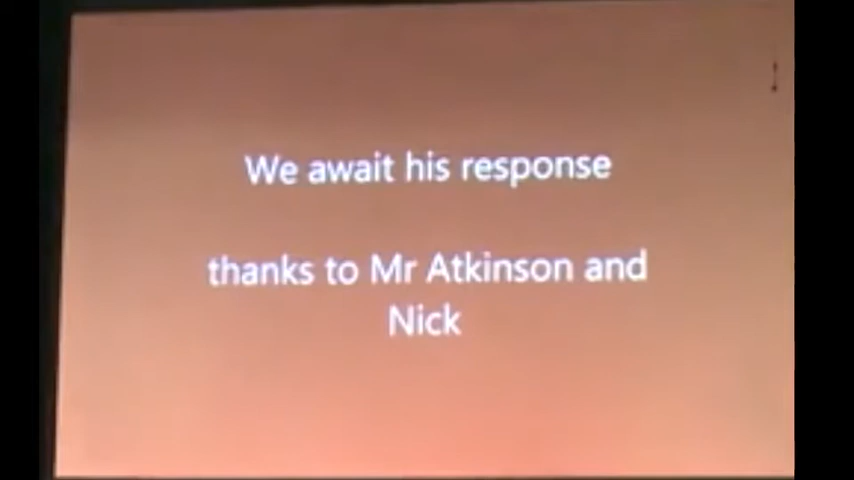 We await his response
thanks to Mr Atkinson and
Nick